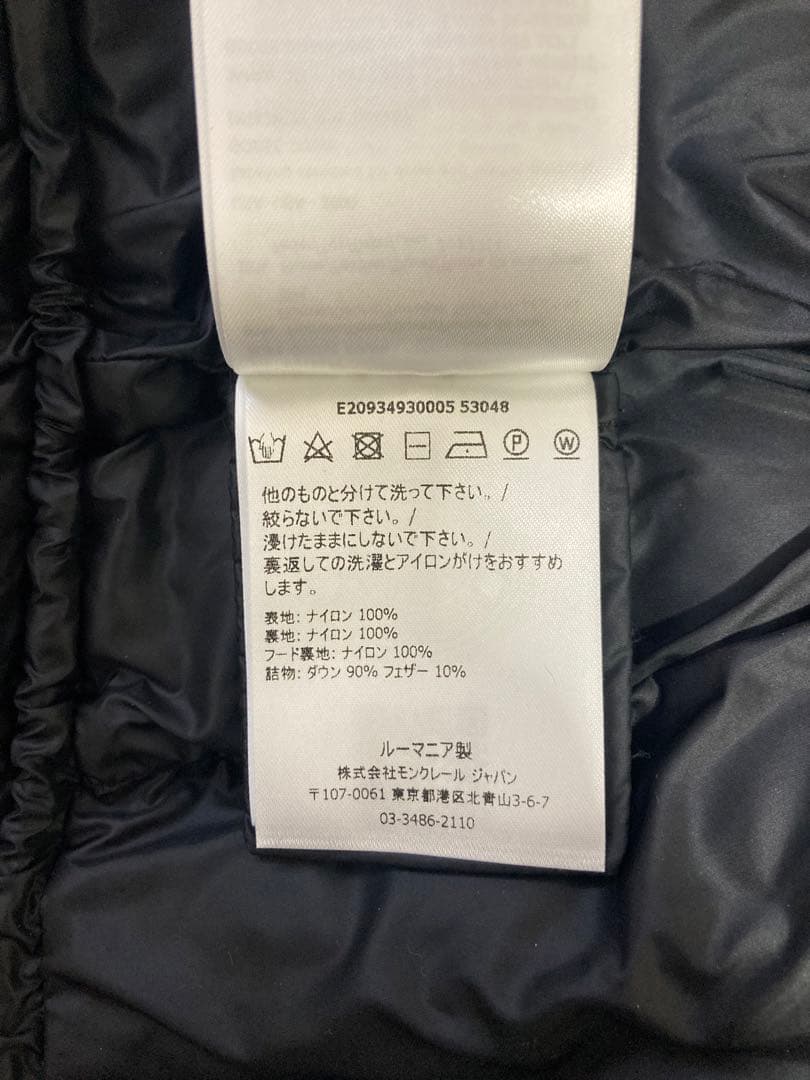 E20934930005 53048
P W
他のものと分けて洗って下さい。/
絞らないで下さい。/
浸けたままにしないで下さい。/
裏返しての洗濯とアイロンがけをおすすめ
します。
表地: ナイロン 100%
裏地: ナイロン 100%
フード裏地: ナイロン 100%
詰物: ダウン 90% フェザー 10%
ルーマニア製
株式会社モンクレール ジャパン
〒107-0061 東京都港区北青山3-6-7
03-3486-2110